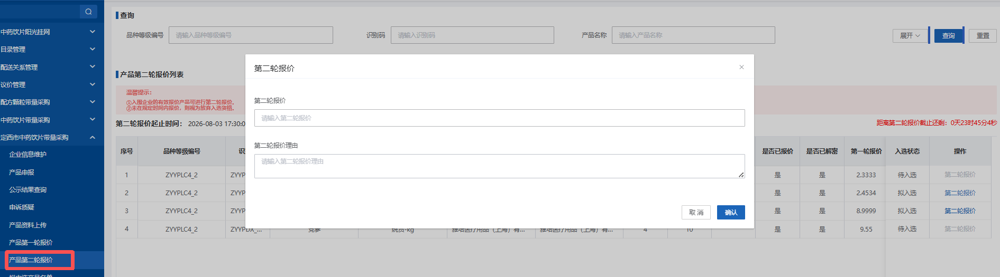 查询
中药饮片阳光挂网
目录管理
配送关系管理
议价管理
配方颗粒带量采购
中药饮片带量采购
定西市中药饮片带量采购
企业信息维护
产品申报
公示结果查询
申诉质疑
产品资料上传
产品第一轮报价
产品第二轮报价
品种等级编号 请输入品种等级编号 识别码 请输入识别码 产品名称 请输入产品名称 展开 查询 重置
产品第二轮报价列表
温馨提示：
①入围企业的有效报价产品可进行第二轮报价。
②未在规定时间内报价，则视为放弃入选资格。
第二轮报价起止时间： 2026-08-03 17:30:0
距离第二轮报价截止还剩：0天23时45分4秒
序号 品种等级编号 识 是否已报价 是否已解密 第一轮报价 入选状态 操作
1 ZYYPLC4_2 ZYYP 是 是 2.3333 待入选 第二轮报价
2 ZYYPLC4_2 ZYYP 是 是 2.4534 拟入选 第二轮报价
3 ZYYPLC4_2 ZYYP 是 是 8.9999 拟入选 第二轮报价
4 ZYYPLC4_2 ZYYPDX_... 党参 统货-kg 雅培医疗用品（上海）有... 雅培医疗用品（上海）有... 4 10 是 是 9.55 待入选 第二轮报价
第二轮报价
第二轮报价
请输入第二轮报价
第二轮报价理由
请输入第二轮报价理由
取消 确认